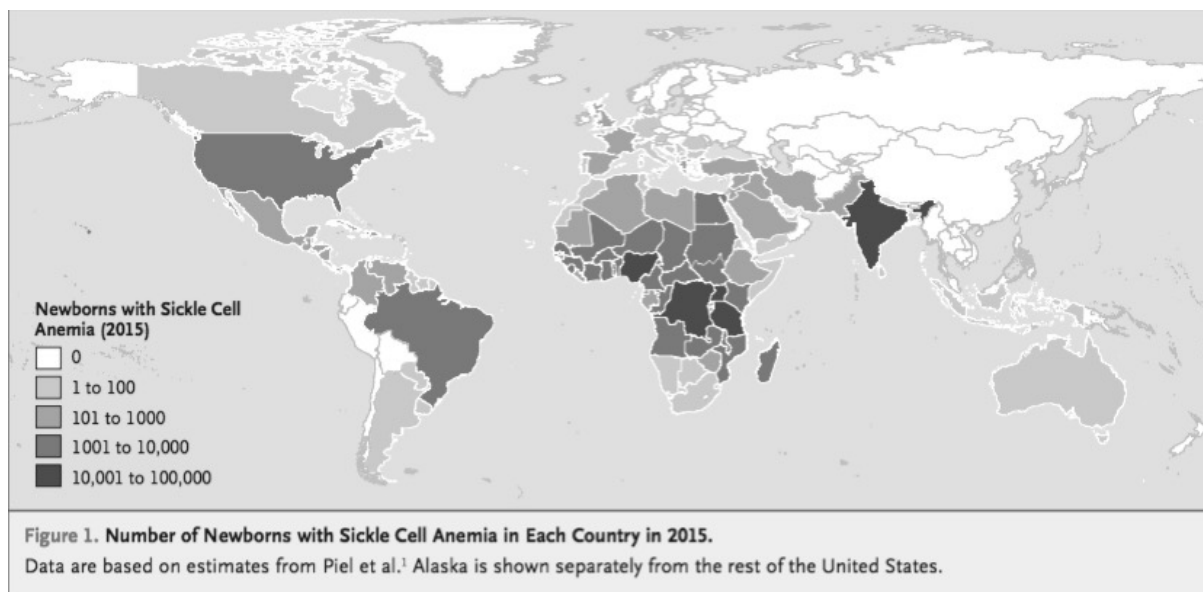 Newborns with Sickle Cell
Anemia (2015)
0
1 to 100
101 to 1000
1001 to 10,000
10,001 to 100,000
Figure 1. Number of Newborns with Sickle Cell Anemia in Each Country in 2015.
Data are based on estimates from Piel et al.¹ Alaska is shown separately from the rest of the United States.